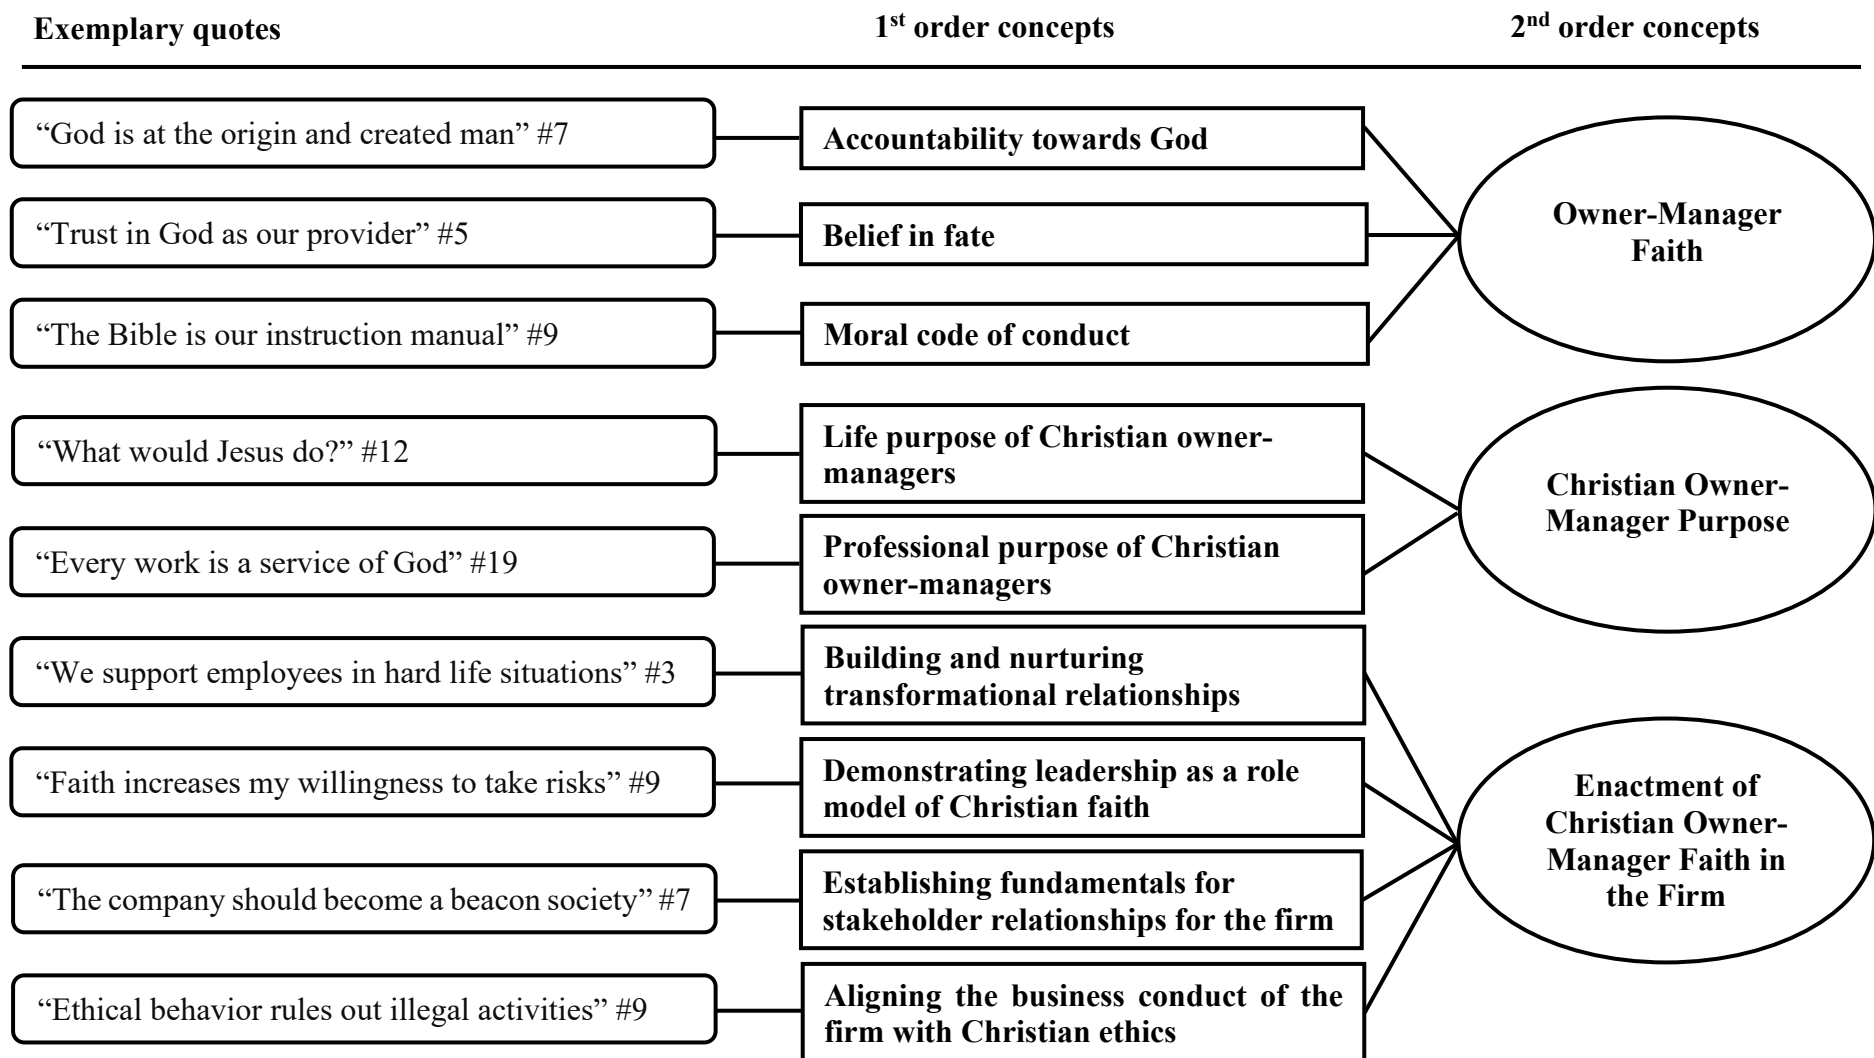 Exemplary quotes
1st order concepts
2nd order concepts
“God is at the origin and created man” #7
Accountability towards God
“Trust in God as our provider” #5
Belief in fate
“The Bible is our instruction manual” #9
Moral code of conduct
Owner-Manager
Faith
“What would Jesus do?” #12
Life purpose of Christian owner-
managers
“Every work is a service of God” #19
Professional purpose of Christian
owner-managers
Christian Owner-
Manager Purpose
“We support employees in hard life situations” #3
Building and nurturing
transformational relationships
“Faith increases my willingness to take risks” #9
Demonstrating leadership as a role
model of Christian faith
“The company should become a beacon society” #7
Establishing fundamentals for
stakeholder relationships for the firm
“Ethical behavior rules out illegal activities” #9
Aligning the business conduct of the
firm with Christian ethics
Enactment of
Christian Owner-
Manager Faith in
the Firm